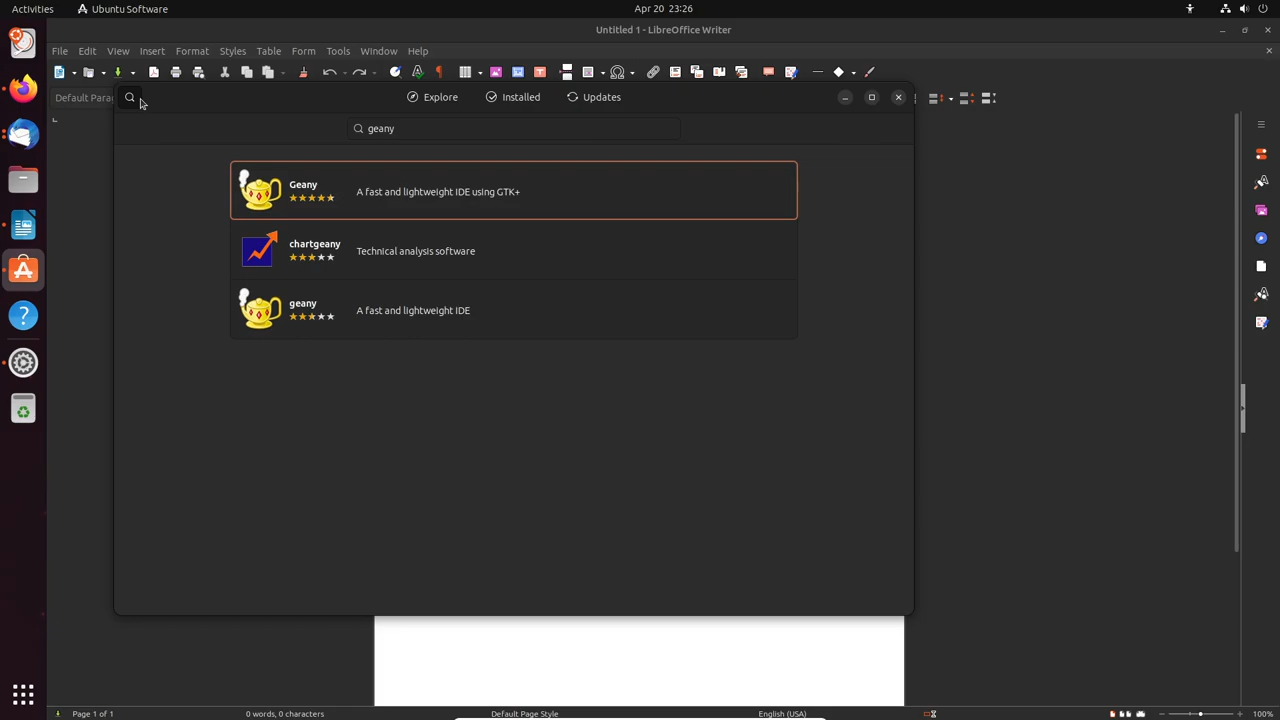 Activities
Ubuntu Software
Apr 20 23:26
Untitled 1 - LibreOffice Writer
File Edit View Insert Format Styles Table Form Tools Window Help
Default Para
Explore
Installed
Updates
geany
Geany
A fast and lightweight IDE using GTK+
chartgeany
Technical analysis software
geany
A fast and lightweight IDE
Page 1 of 1
0 words, 0 characters
Default Page Style
English (USA)
100%